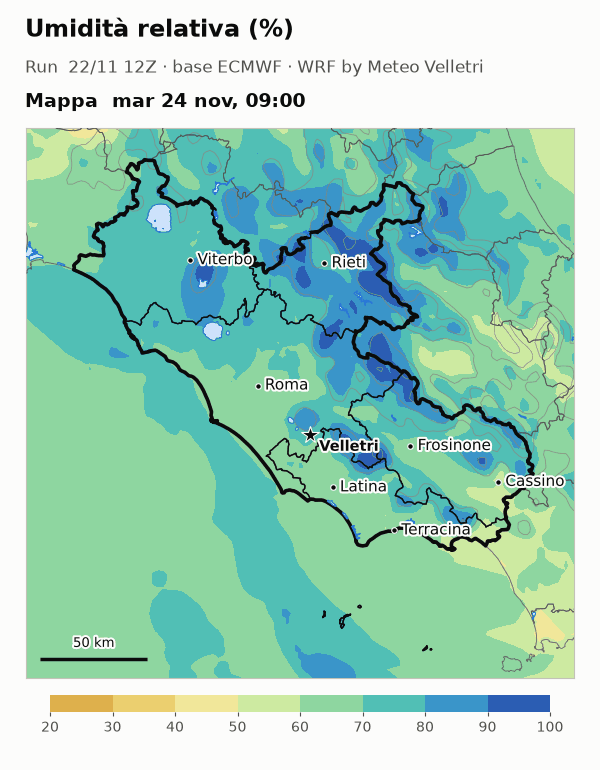 Umidità relativa (%)
Run  22/11 12Z · base ECMWF · WRF by Meteo Velletri
Mappa  mar 24 nov, 09:00
Viterbo
Rieti
Roma
Velletri
Frosinone
Cassino
Latina
Terracina
50 km
20 30 40 50 60 70 80 90 100